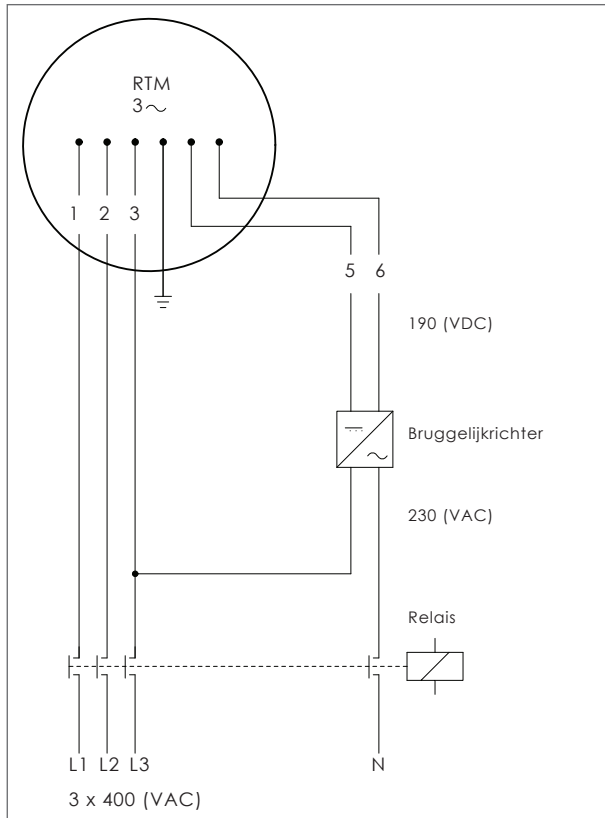 RTM
3~
1 2 3
5 6
190 (VDC)
Bruggelijkrichter
230 (VAC)
Relais
L1 L2 L3 N
3 x 400 (VAC)